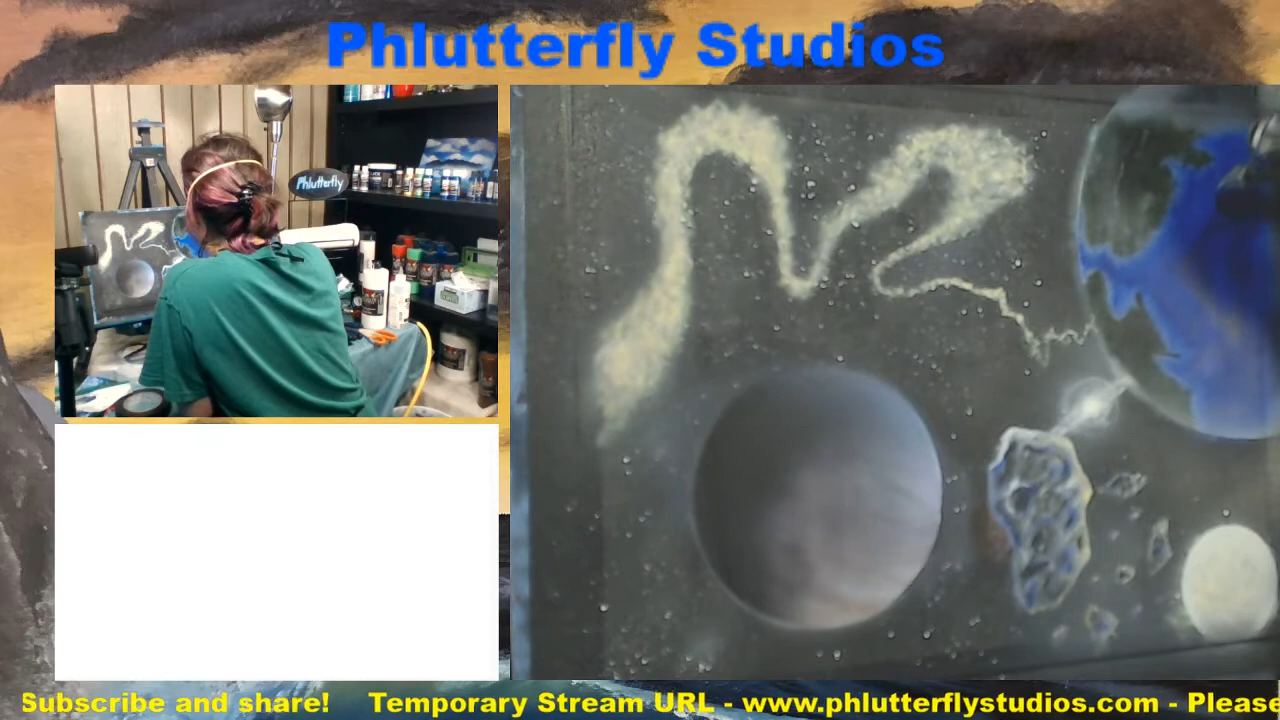 Phlutterfly Studios
Phlutterfly
Subscribe and share!    Temporary Stream URL - www.phlutterflystudios.com - Please